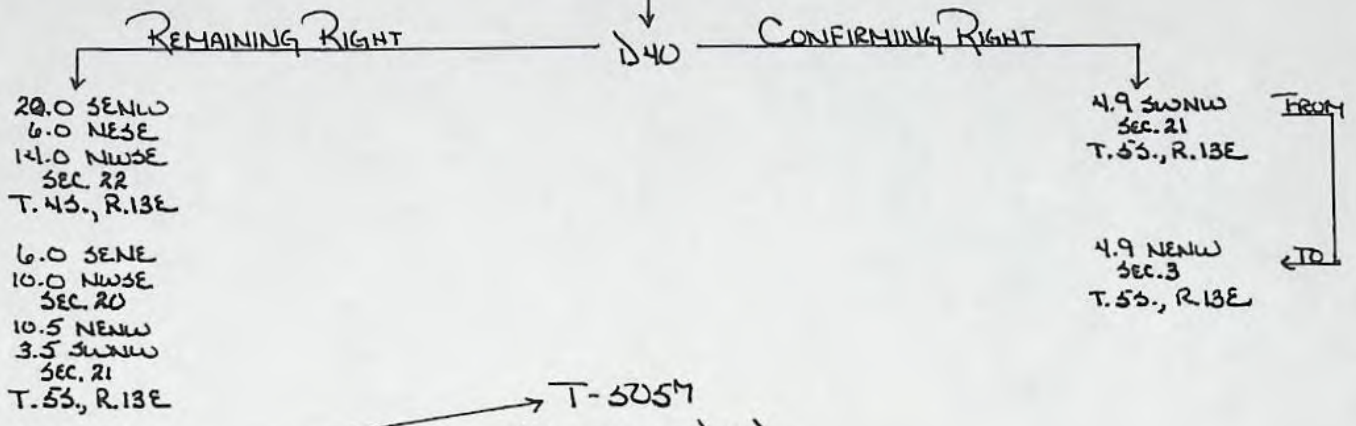 REMAINING RIGHT D40 CONFIRMING RIGHT
20.0 SENW
6.0 NESE
14.0 NWSE
SEC. 22
T.4S., R.13E
6.0 SENE
10.0 NWSE
SEC. 20
10.5 NENW
3.5 SWNW
SEC. 21
T.5S., R.13E
4.9 SWNW FROM
SEC. 21
T.5S., R.13E
4.9 NENW TO
SEC. 3
T.5S., R.13E